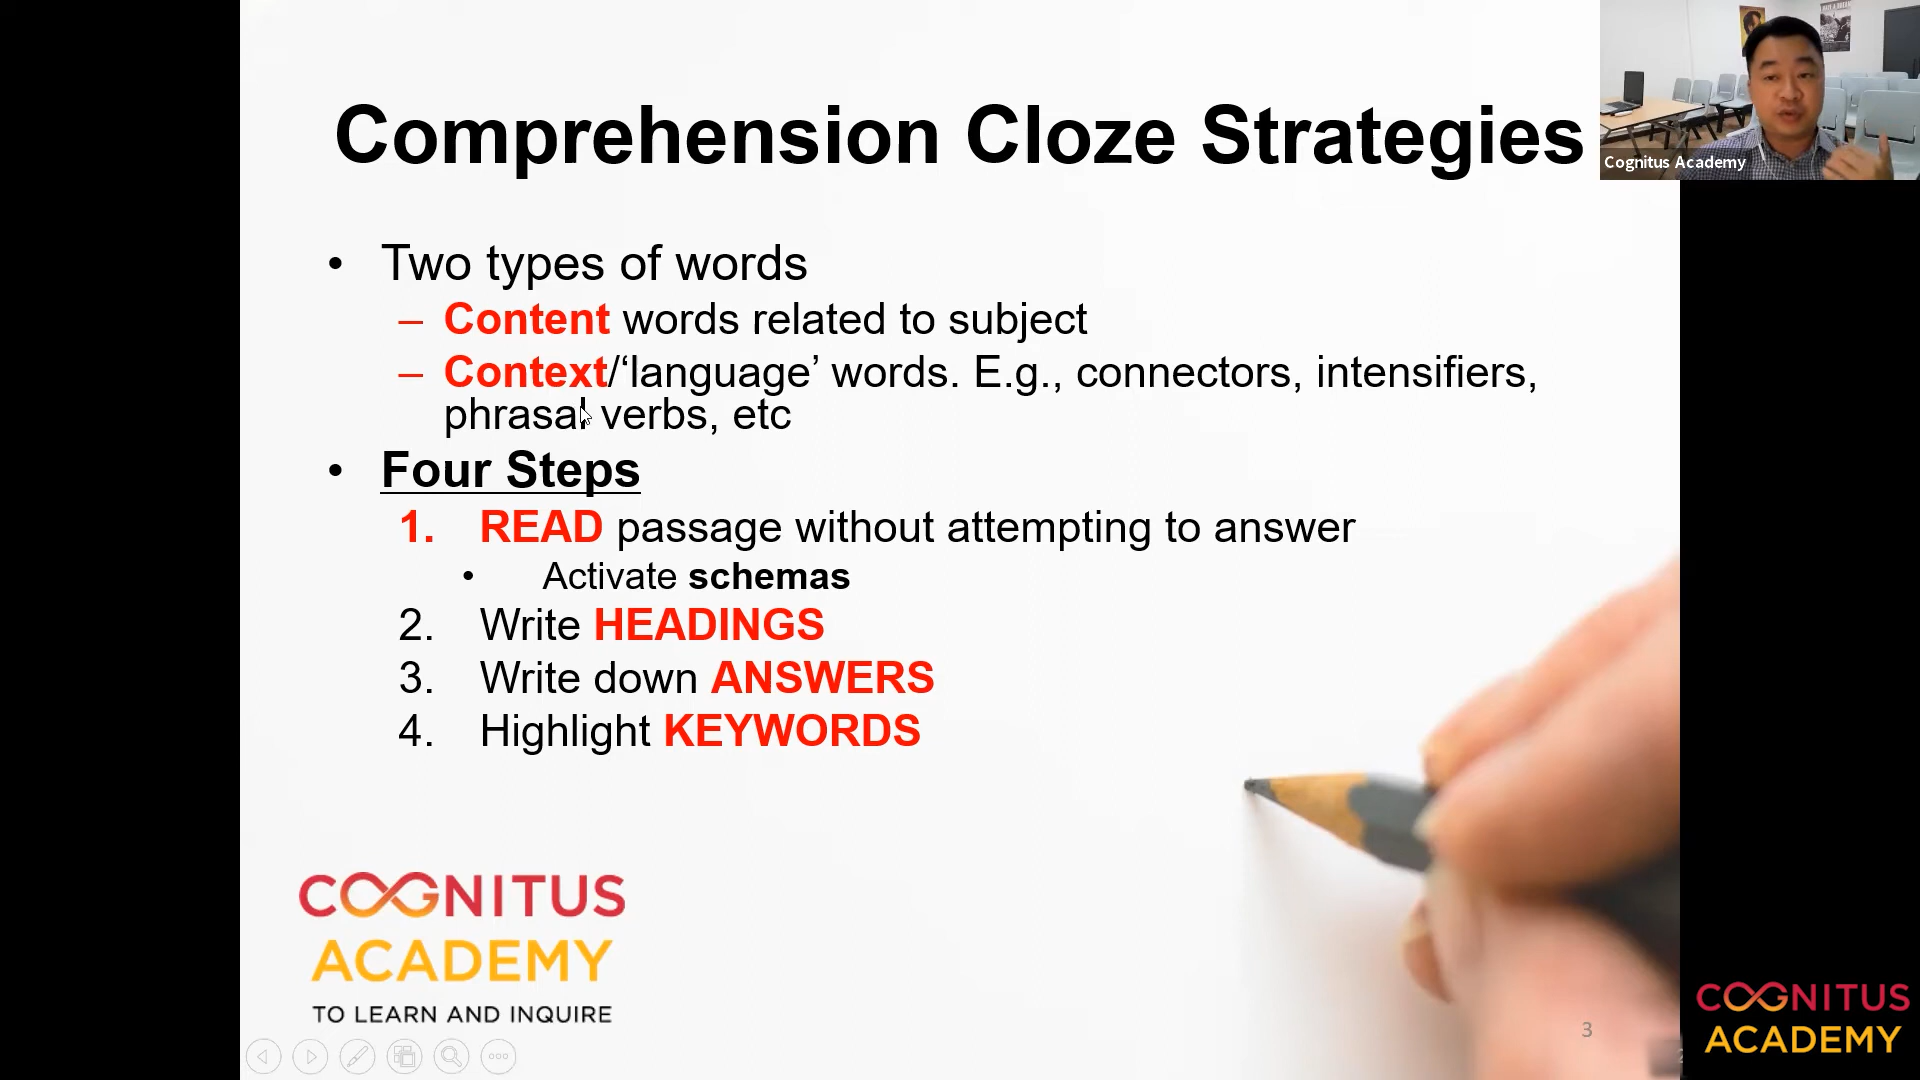 Comprehension Cloze Strategies
• Two types of words
– Content words related to subject
– Context/‘language’ words. E.g., connectors, intensifiers,
phrasal verbs, etc
• Four Steps
1. READ passage without attempting to answer
• Activate schemas
2. Write HEADINGS
3. Write down ANSWERS
4. Highlight KEYWORDS
COGNITUS
ACADEMY
TO LEARN AND INQUIRE
3
Cognitus Academy
COGNITUS
ACADEMY